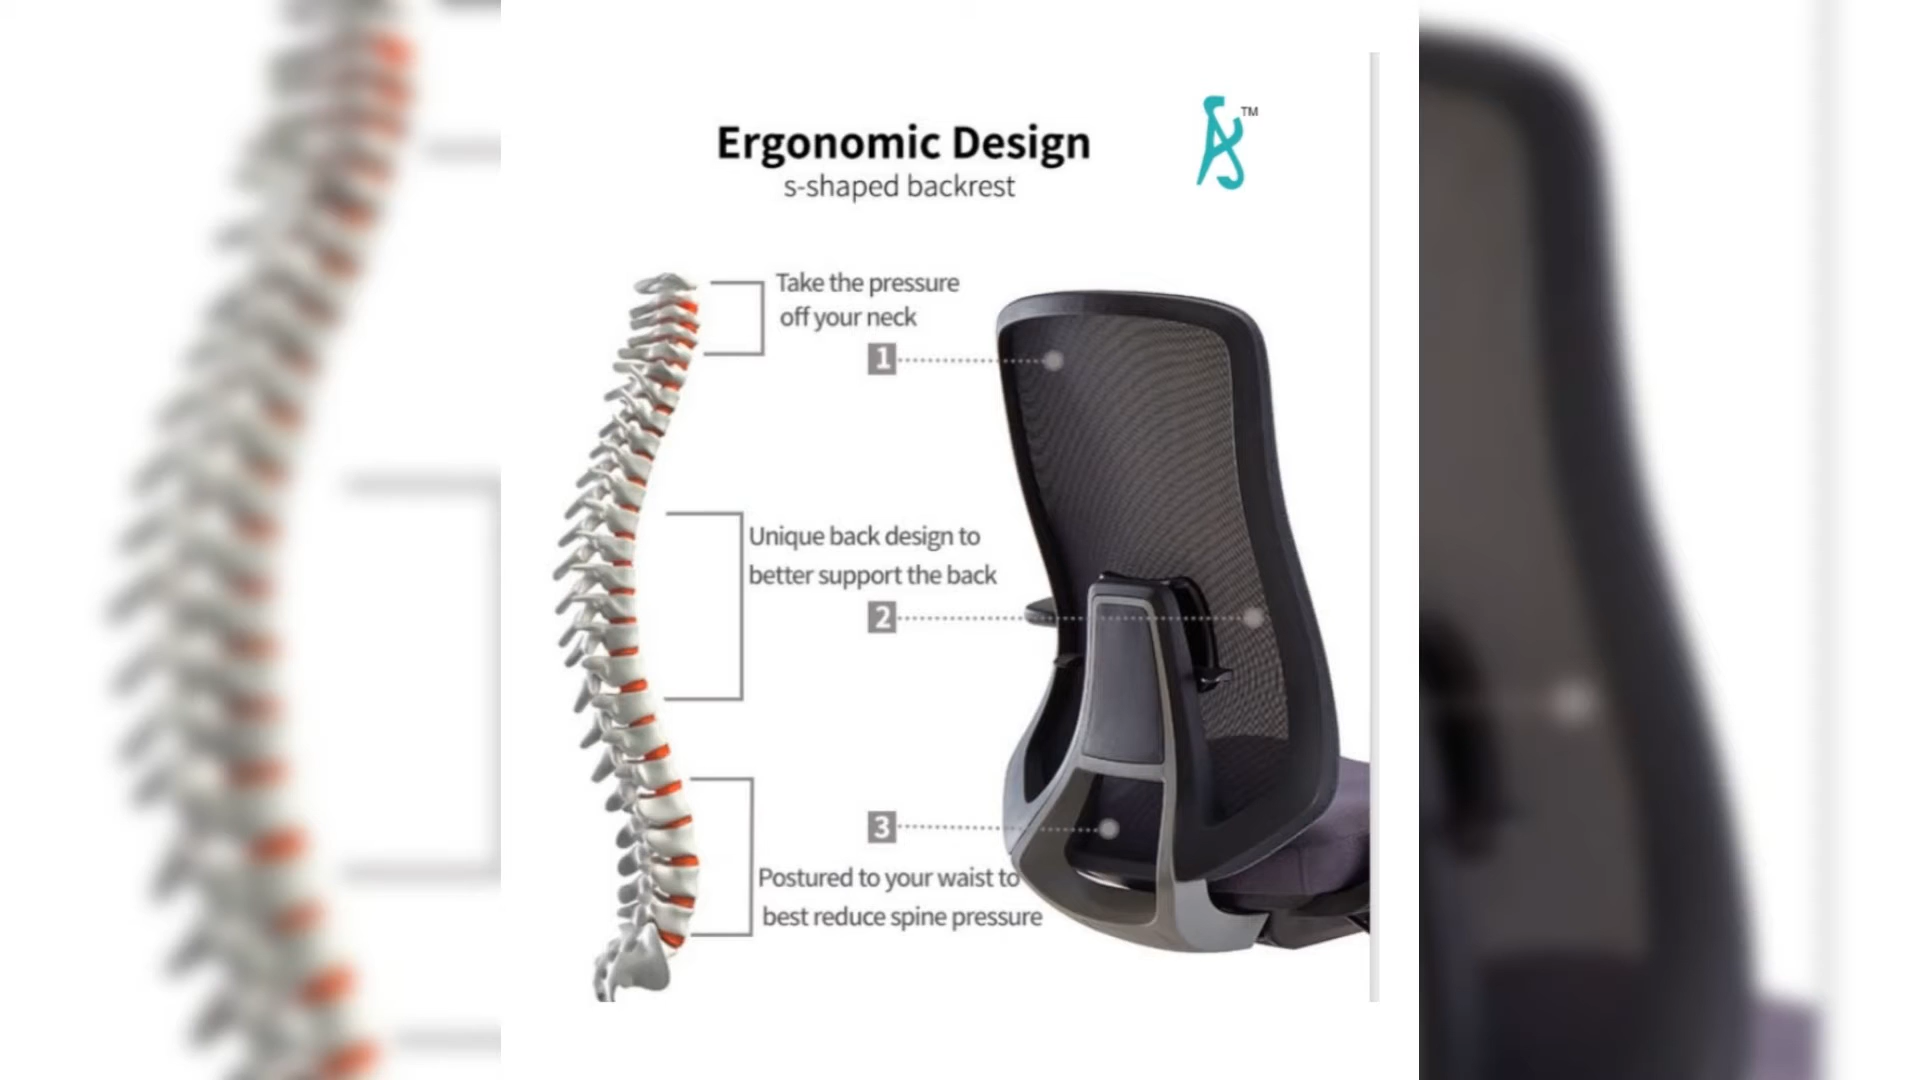 Ergonomic Design
TM
s-shaped backrest
Take the pressure
off your neck
1
Unique back design to
better support the back
2
3
Postured to your waist to
best reduce spine pressure